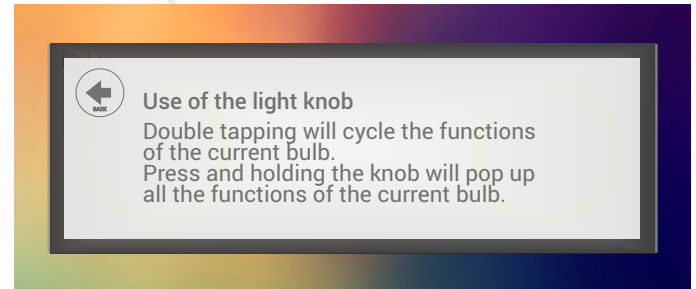 BACK
Use of the light knob
Double tapping will cycle the functions
of the current bulb.
Press and holding the knob will pop up
all the functions of the current bulb.